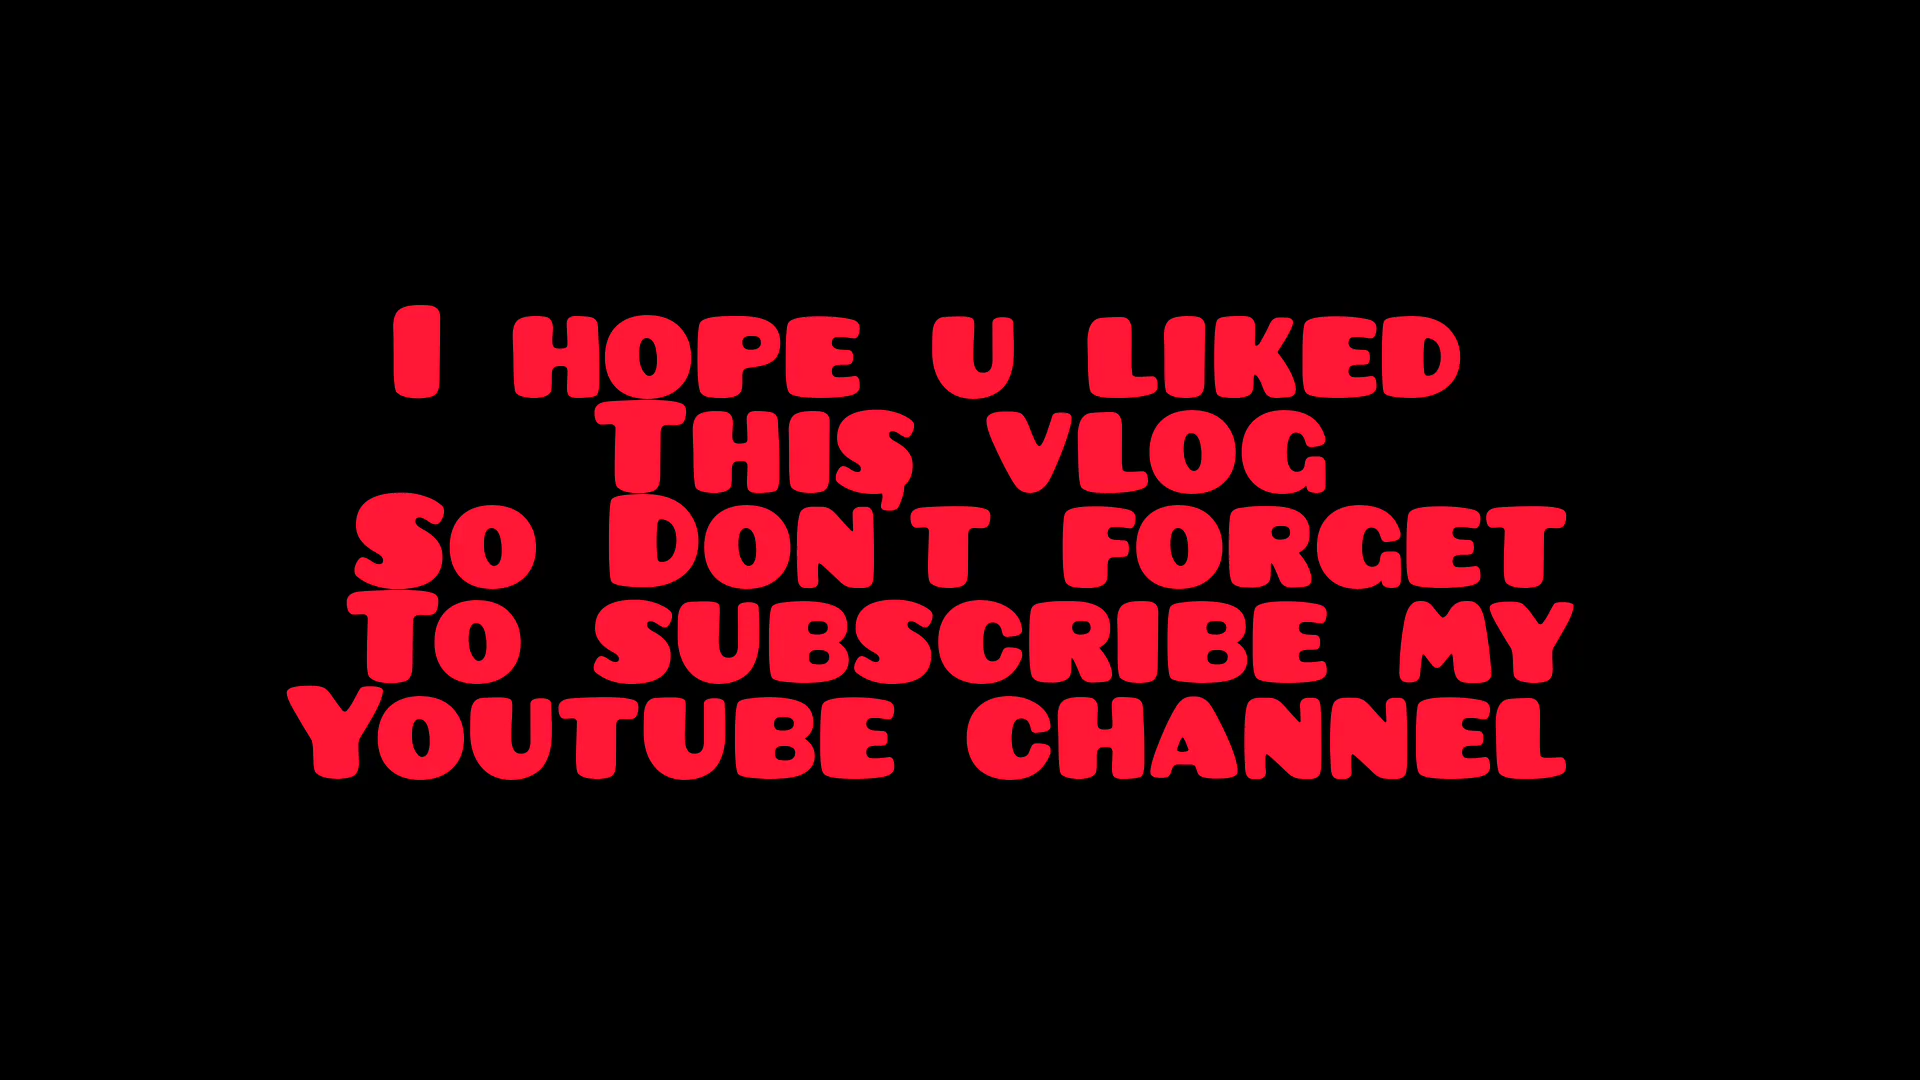 I hope u liked
This vlog
So Don't forget
To subscribe my
Youtube channel